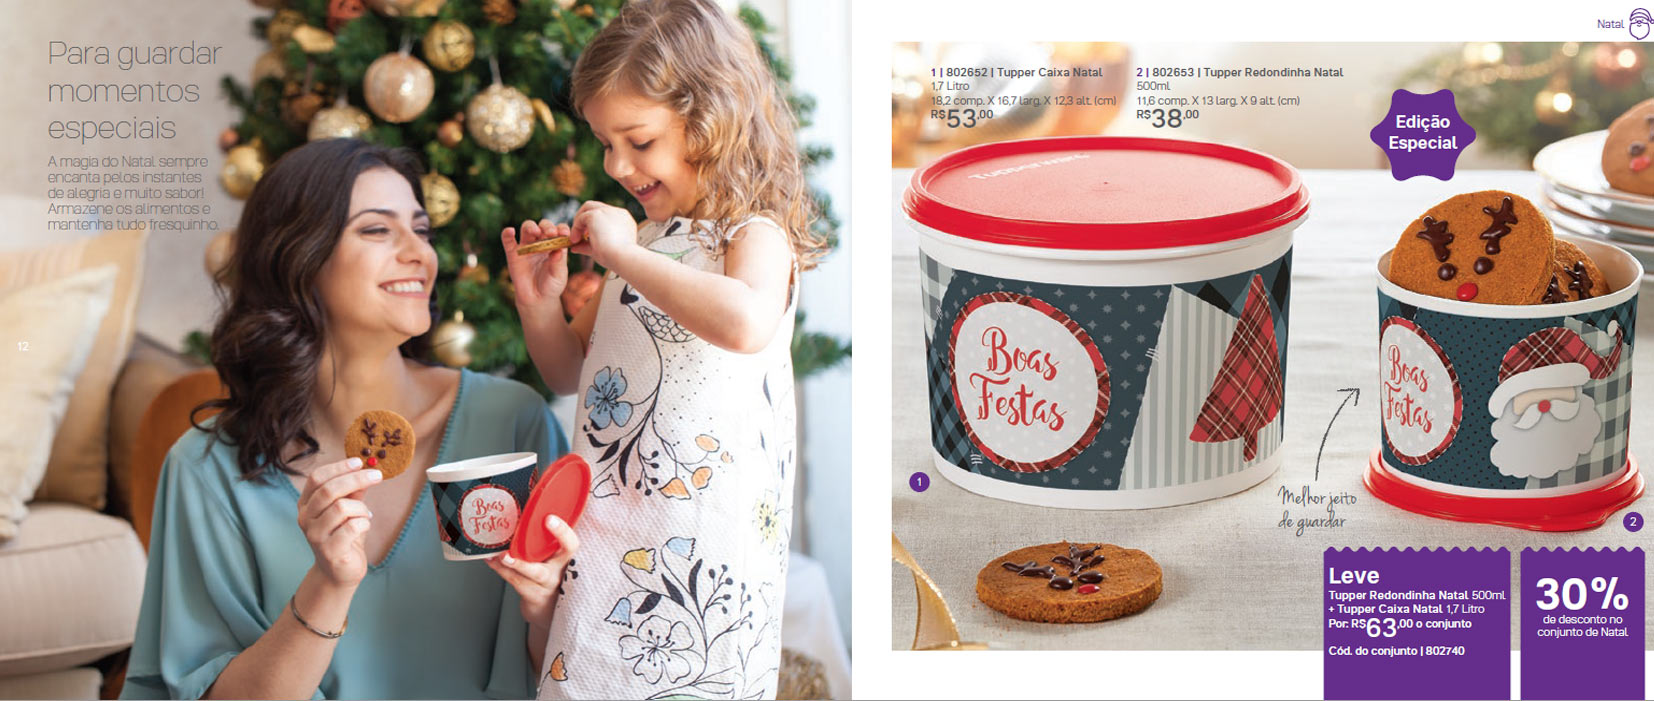 Para guardar
momentos
especiais
A magia do Natal sempre
encanta pelos instantes
de alegria e muito sabor!
Armazene os alimentos e
mantenha tudo fresquinho.
12
Boas
Festas
Natal
1 | 802652 | Tupper Caixa Natal
1,7 Litro
18,2 comp. X 16,7 larg. X 12,3 alt. (cm)
R$53,00
2 | 802653 | Tupper Redondinha Natal
500ml
11,6 comp. X 13 larg. X 9 alt. (cm)
R$38,00
Edição
Especial
Tupperware
Boas
Festas
Boas
Festas
1
Melhor jeito
de guardar
2
Leve
Tupper Redondinha Natal 500ml
+ Tupper Caixa Natal 1,7 Litro
Por: R$63,00 o conjunto
Cód. do conjunto | 802740
30%
de desconto no
conjunto de Natal